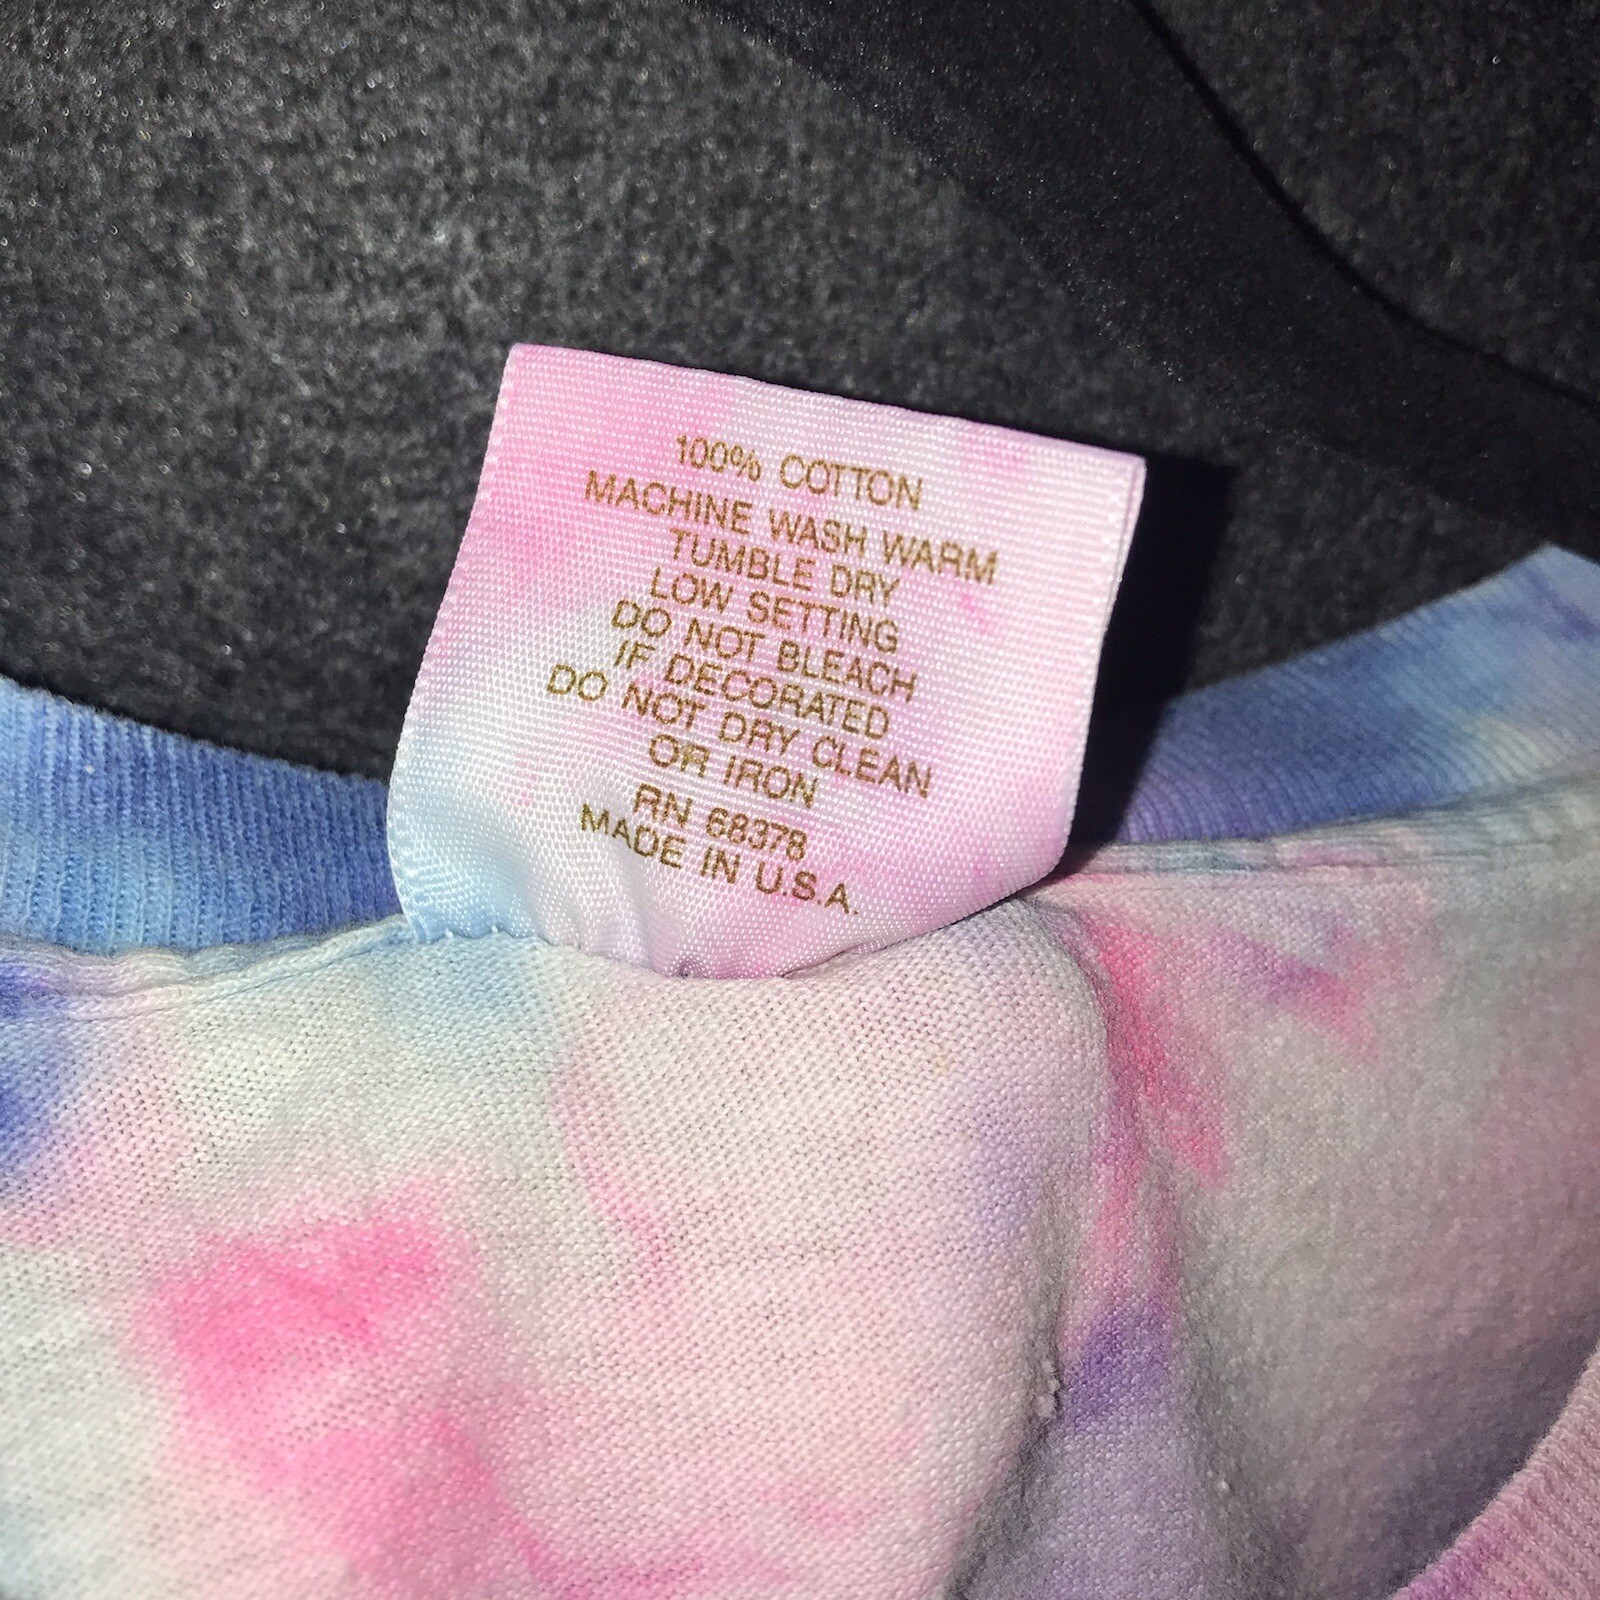 100% COTTON
MACHINE WASH WARM
TUMBLE DRY
LOW SETTING
DO NOT BLEACH
IF DECORATED
DO NOT DRY CLEAN
OR IRON
RN 68378
MADE IN U.S.A.